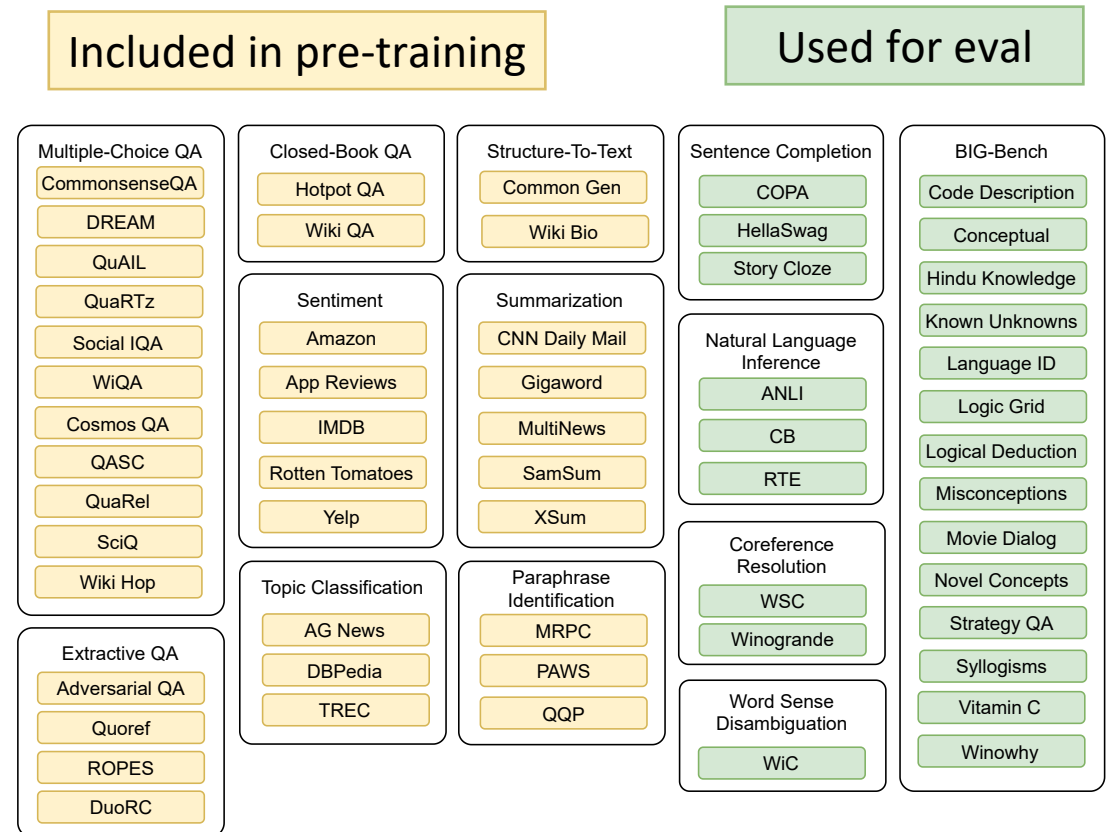 Included in pre-training
Used for eval
Multiple-Choice QA
CommonsenseQA
DREAM
QuAIL
QuaRTz
Social IQA
WiQA
Cosmos QA
QASC
QuaRel
SciQ
Wiki Hop
Extractive QA
Adversarial QA
Quoref
ROPES
DuoRC
Closed-Book QA
Hotpot QA
Wiki QA
Sentiment
Amazon
App Reviews
IMDB
Rotten Tomatoes
Yelp
Topic Classification
AG News
DBPedia
TREC
Structure-To-Text
Common Gen
Wiki Bio
Summarization
CNN Daily Mail
Gigaword
MultiNews
SamSum
XSum
Paraphrase
Identification
MRPC
PAWS
QQP
Sentence Completion
COPA
HellaSwag
Story Cloze
Natural Language
Inference
ANLI
CB
RTE
Coreference
Resolution
WSC
Winogrande
Word Sense
Disambiguation
WiC
BIG-Bench
Code Description
Conceptual
Hindu Knowledge
Known Unknowns
Language ID
Logic Grid
Logical Deduction
Misconceptions
Movie Dialog
Novel Concepts
Strategy QA
Syllogisms
Vitamin C
Winowhy